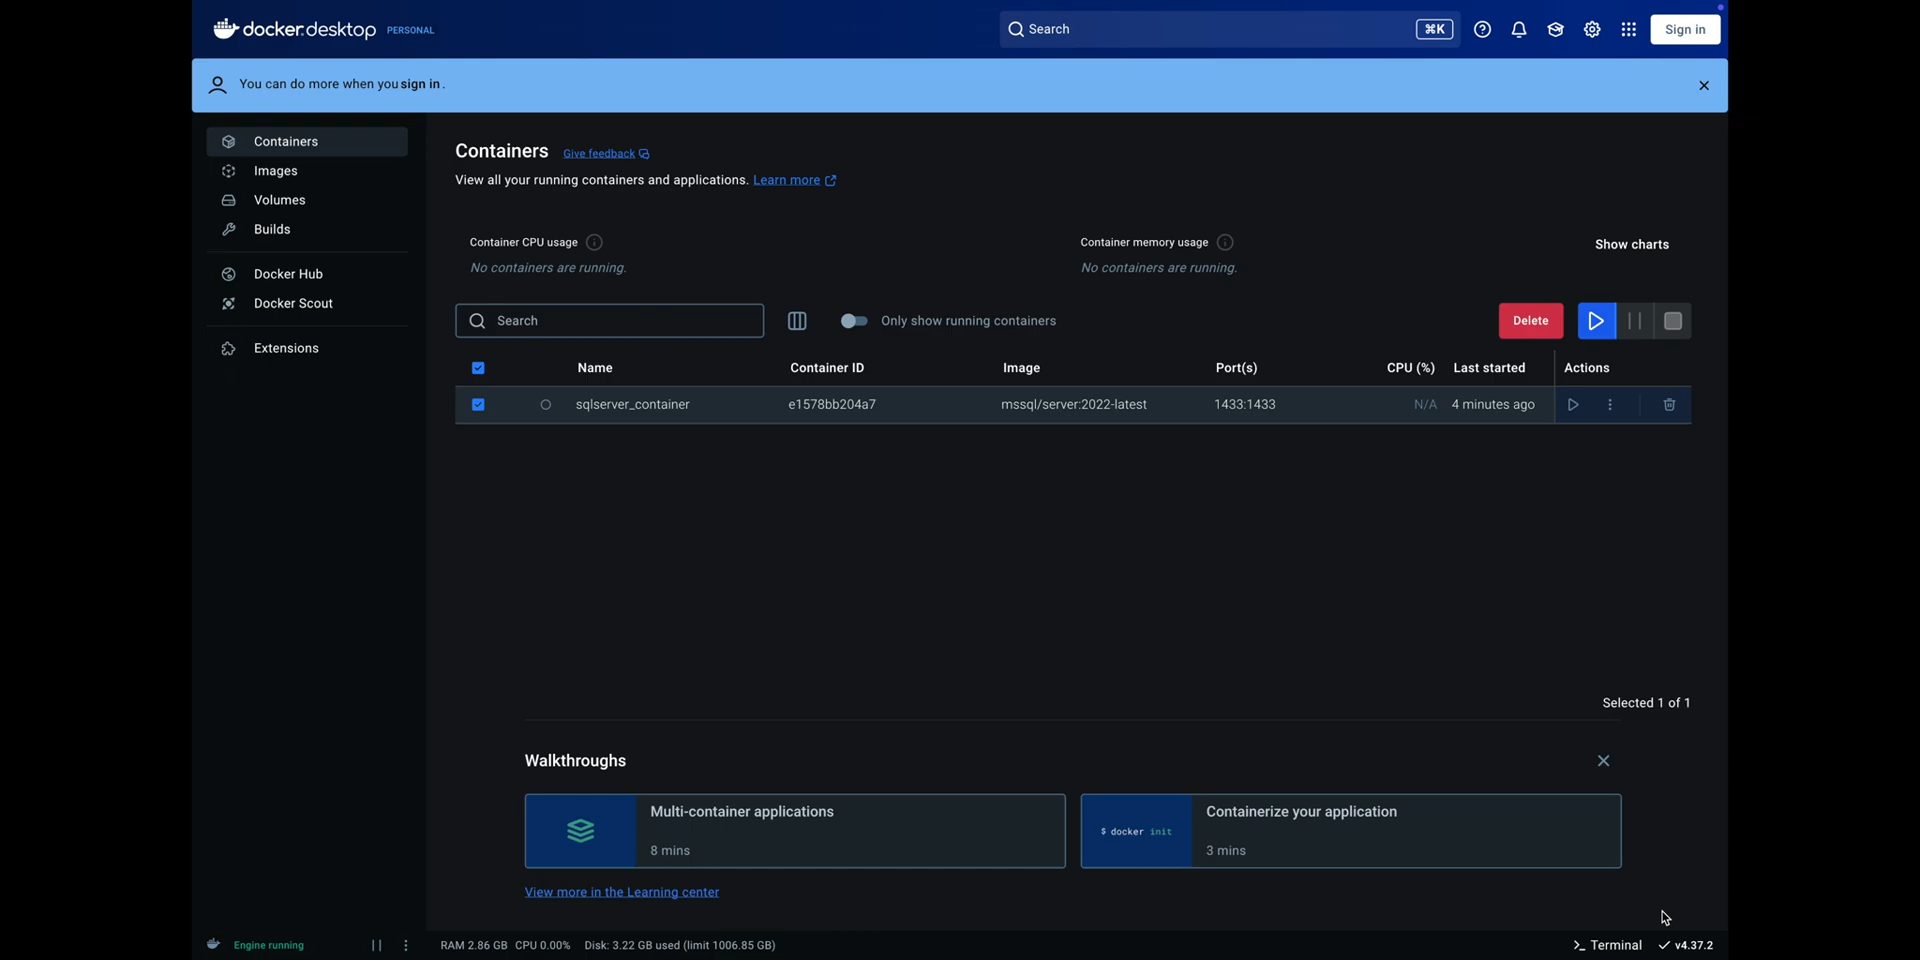 docker.desktop PERSONAL
Search ⌘K
Sign in
You can do more when you sign in.
Containers
Images
Volumes
Builds
Docker Hub
Docker Scout
Extensions
Containers Give feedback
View all your running containers and applications. Learn more
Container CPU usage
No containers are running.
Container memory usage
No containers are running.
Show charts
Search
Only show running containers
Delete
Name Container ID Image Port(s) CPU (%) Last started Actions
sqlserver_container e1578bb204a7 mssql/server:2022-latest 1433:1433 N/A 4 minutes ago
Selected 1 of 1
Walkthroughs
Multi-container applications
8 mins
$ docker init
Containerize your application
3 mins
View more in the Learning center
Engine running
RAM 2.86 GB CPU 0.00% Disk: 3.22 GB used (limit 1006.85 GB)
>_ Terminal
v4.37.2